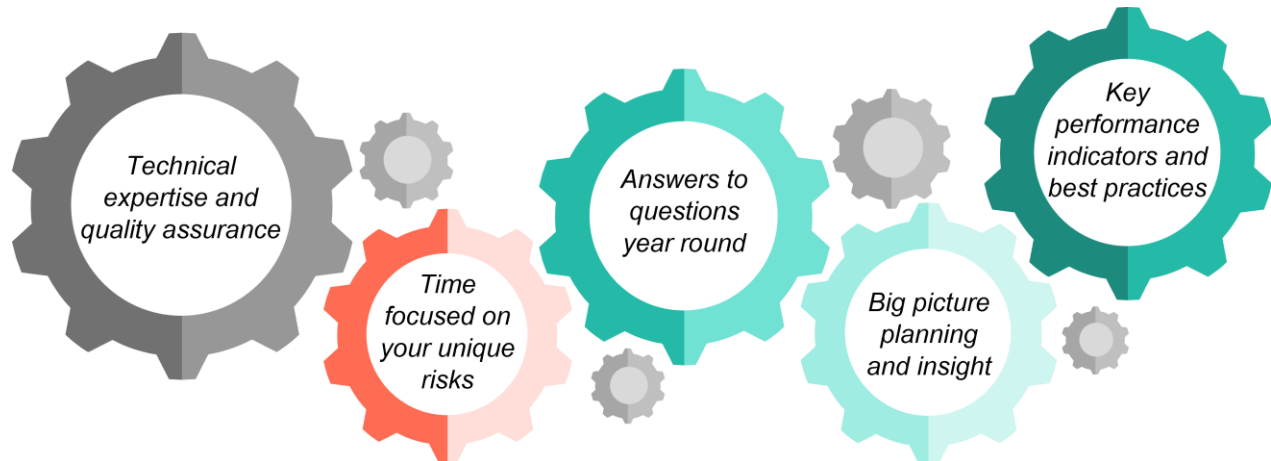 Technical
expertise and
quality assurance
Time
focused on
your unique
risks
Answers to
questions
year round
Big picture
planning
and insight
Key
performance
indicators and
best practices